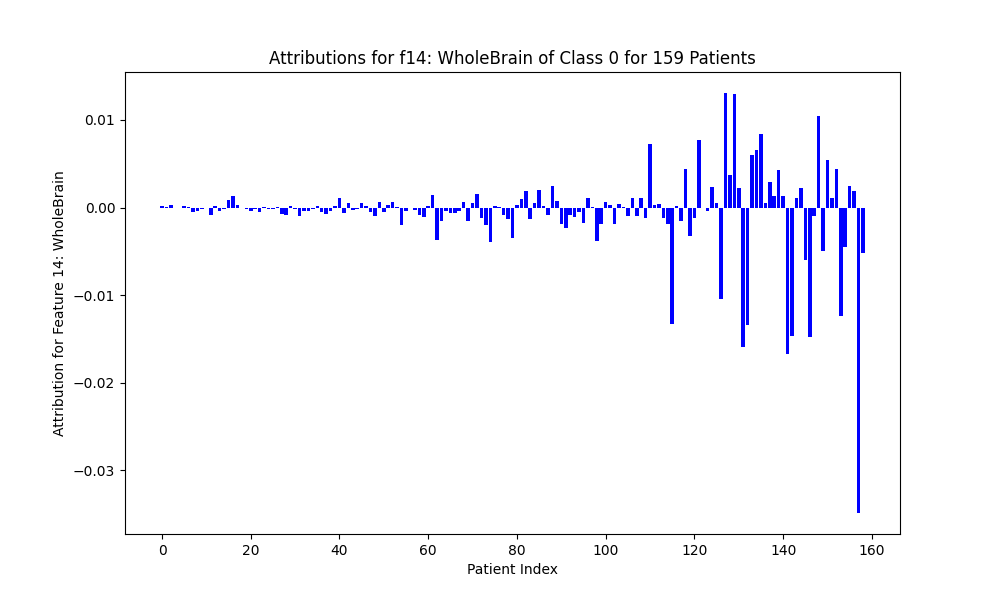 Attributions for f14: WholeBrain of Class 0 for 159 Patients
Attribution for Feature 14: WholeBrain
0.01
0.00
−0.01
−0.02
−0.03
0 20 40 60 80 100 120 140 160
Patient Index